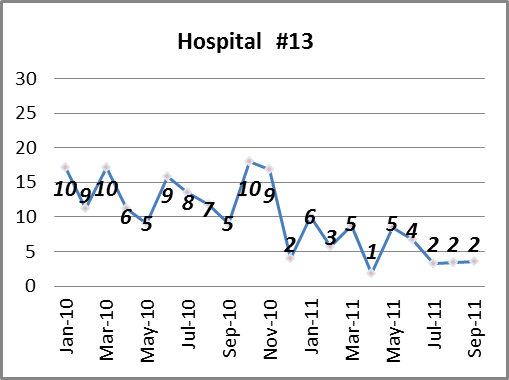 Hospital #13
30
25
20
15
10
5
0
10 9 10 6 5 9 8 7 5 10 9 2 6 3 5 1 5 4 2 2 2
Jan-10 Mar-10 May-10 Jul-10 Sep-10 Nov-10 Jan-11 Mar-11 May-11 Jul-11 Sep-11